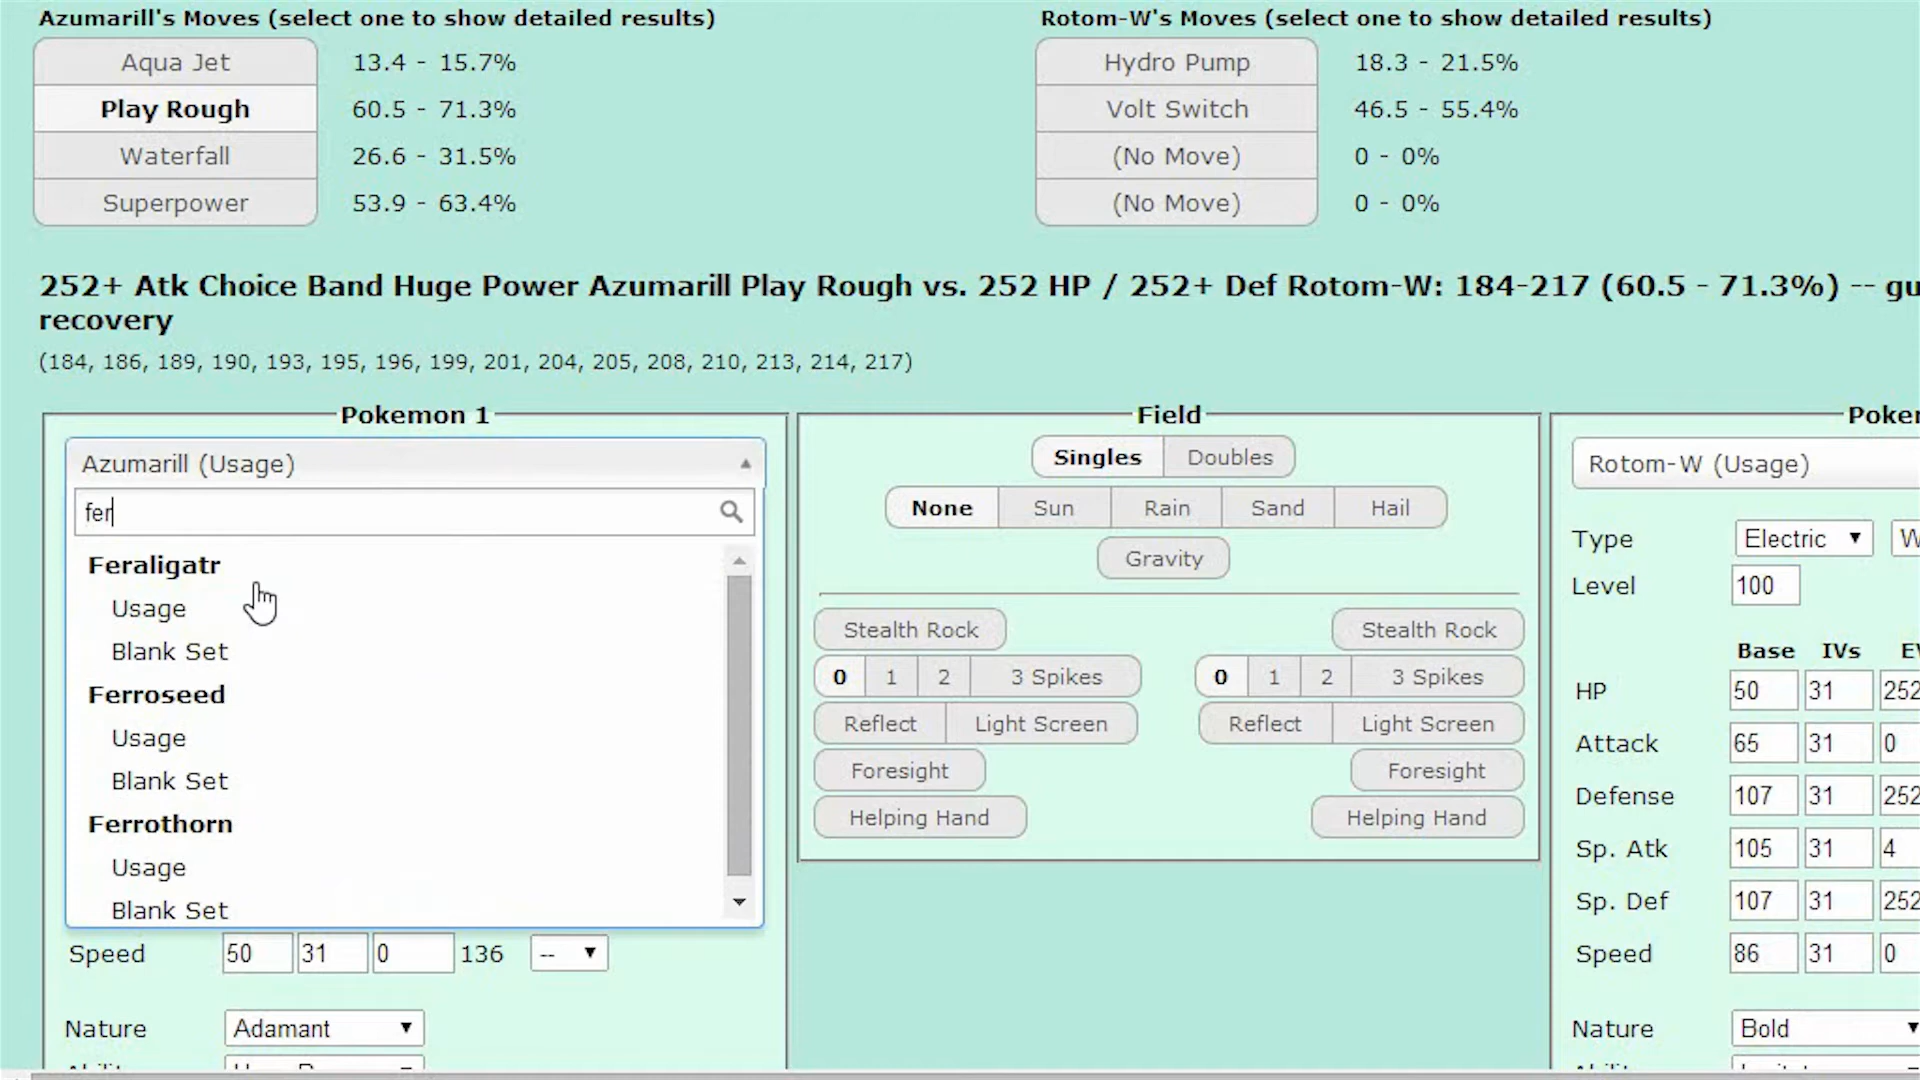 Azumarill's Moves (select one to show detailed results)
Aqua Jet 13.4 - 15.7%
Play Rough 60.5 - 71.3%
Waterfall 26.6 - 31.5%
Superpower 53.9 - 63.4%
Rotom-W's Moves (select one to show detailed results)
Hydro Pump 18.3 - 21.5%
Volt Switch 46.5 - 55.4%
(No Move) 0 - 0%
(No Move) 0 - 0%
252+ Atk Choice Band Huge Power Azumarill Play Rough vs. 252 HP / 252+ Def Rotom-W: 184-217 (60.5 - 71.3%) -- gu
recovery
(184, 186, 189, 190, 193, 195, 196, 199, 201, 204, 205, 208, 210, 213, 214, 217)
Pokemon 1
Azumarill (Usage)
fer
Feraligatr
Usage
Blank Set
Ferroseed
Usage
Blank Set
Ferrothorn
Usage
Blank Set
Speed 50 31 0 136 --
Nature Adamant
Field
Singles Doubles
None Sun Rain Sand Hail
Gravity
Stealth Rock Stealth Rock
0 1 2 3 Spikes 0 1 2 3 Spikes
Reflect Light Screen Reflect Light Screen
Foresight Foresight
Helping Hand Helping Hand
Poke
Rotom-W (Usage)
Type Electric W
Level 100
Base IVs E
HP 50 31 252
Attack 65 31 0
Defense 107 31 252
Sp. Atk 105 31 4
Sp. Def 107 31 252
Speed 86 31 0
Nature Bold